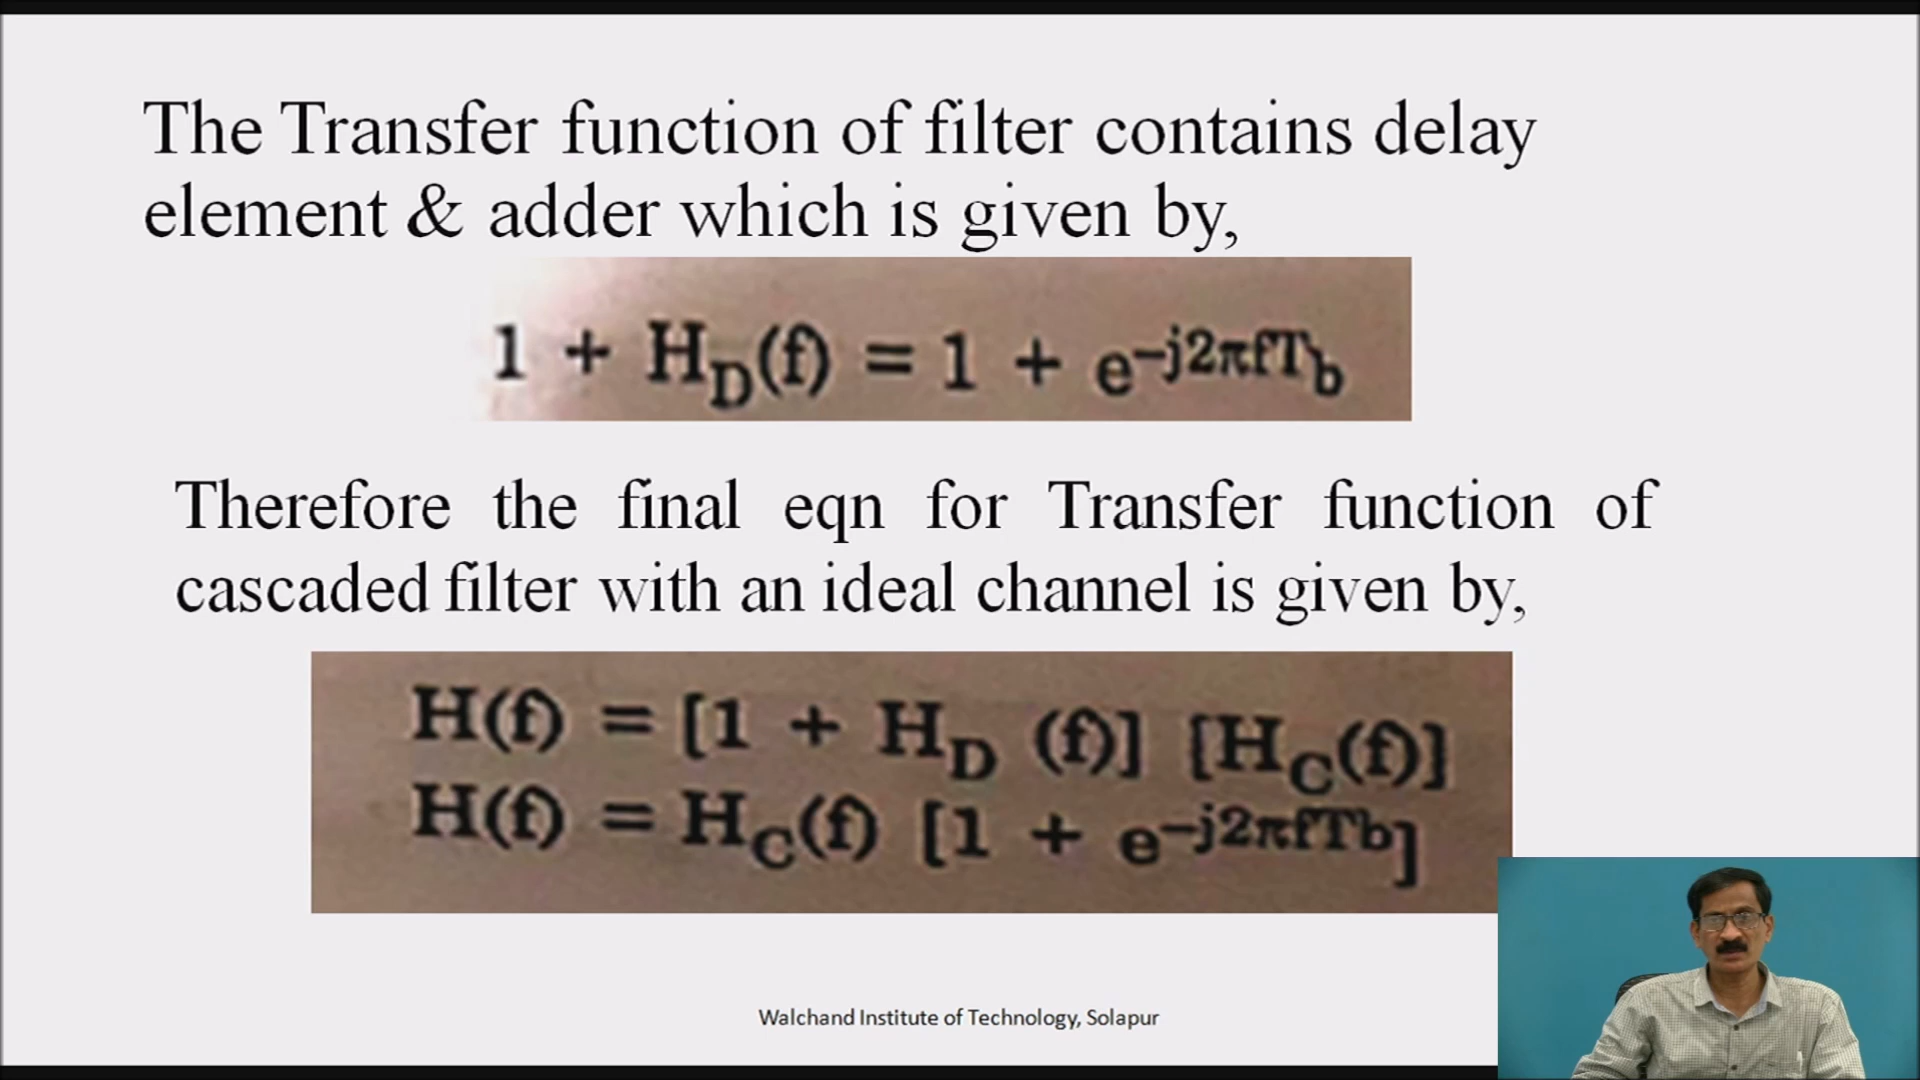 The Transfer function of filter contains delay
element & adder which is given by,
1 + H_D(f) = 1 + e^{-j2πfT_b}
Therefore the final eqn for Transfer function of
cascaded filter with an ideal channel is given by,
H(f) = [1 + H_D (f)] [H_C(f)]
H(f) = H_C(f) [1 + e^{-j2πfTb}]
Walchand Institute of Technology, Solapur